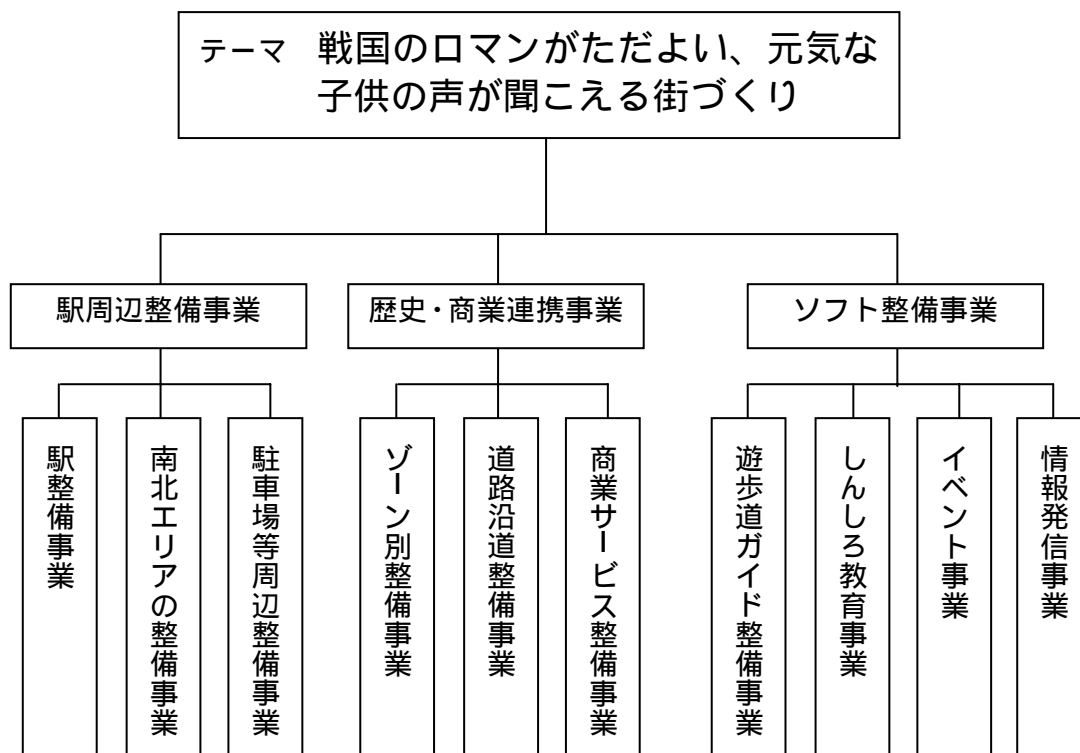 テーマ 戦国のロマンがただよい、元気な
子供の声が聞こえる街づくり
駅周辺整備事業
歴史・商業連携事業
ソフト整備事業
駅整備事業
南北エリアの整備事業
駐車場等周辺整備事業
ゾーン別整備事業
道路沿道整備事業
商業サービス整備事業
遊歩道ガイド整備事業
しんしろ教育事業
イベント事業
情報発信事業